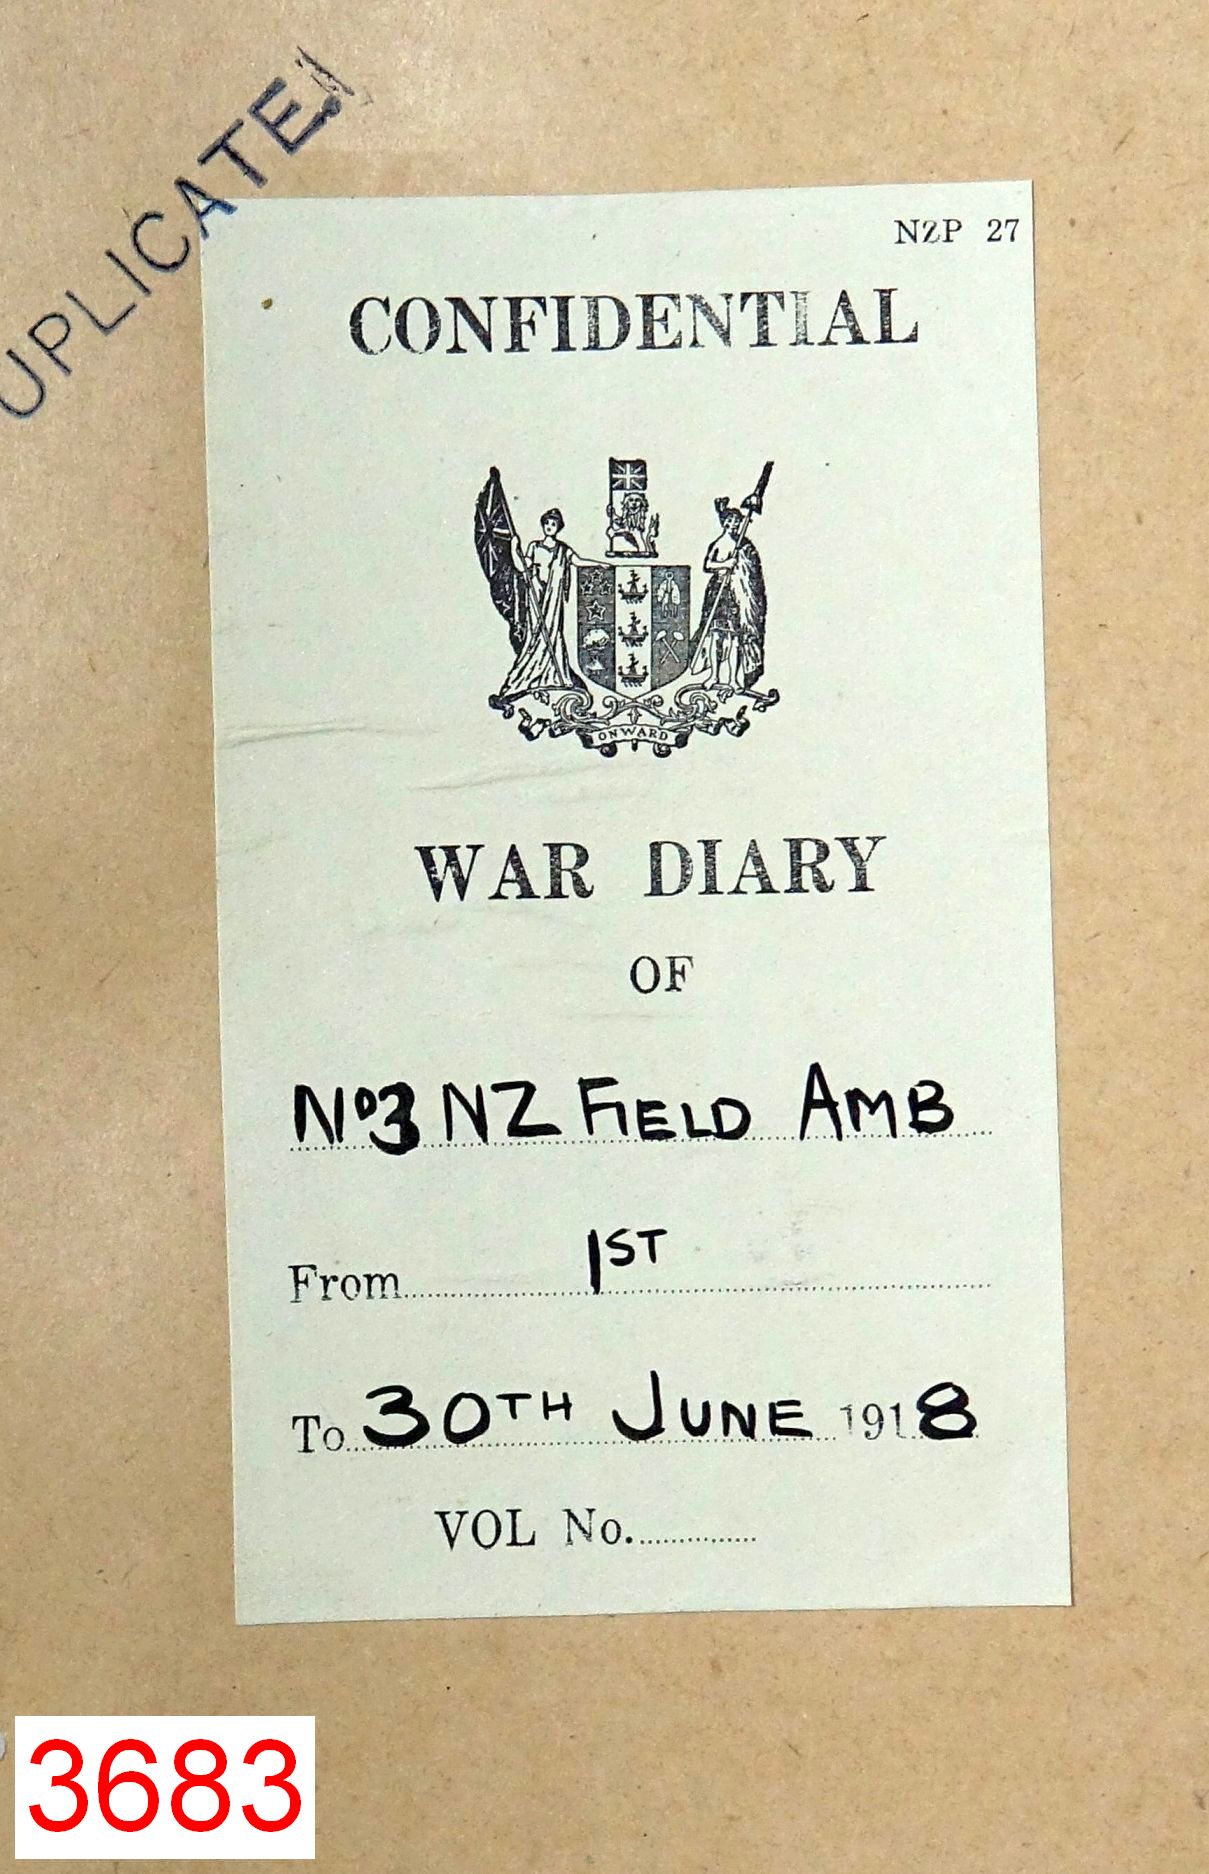 UPLICATE.
NZP 27
CONFIDENTIAL
ONWARD
WAR DIARY
OF
No3 NZ FIELD AMB
From 1ST
To 30TH JUNE 1918
VOL No.
3683